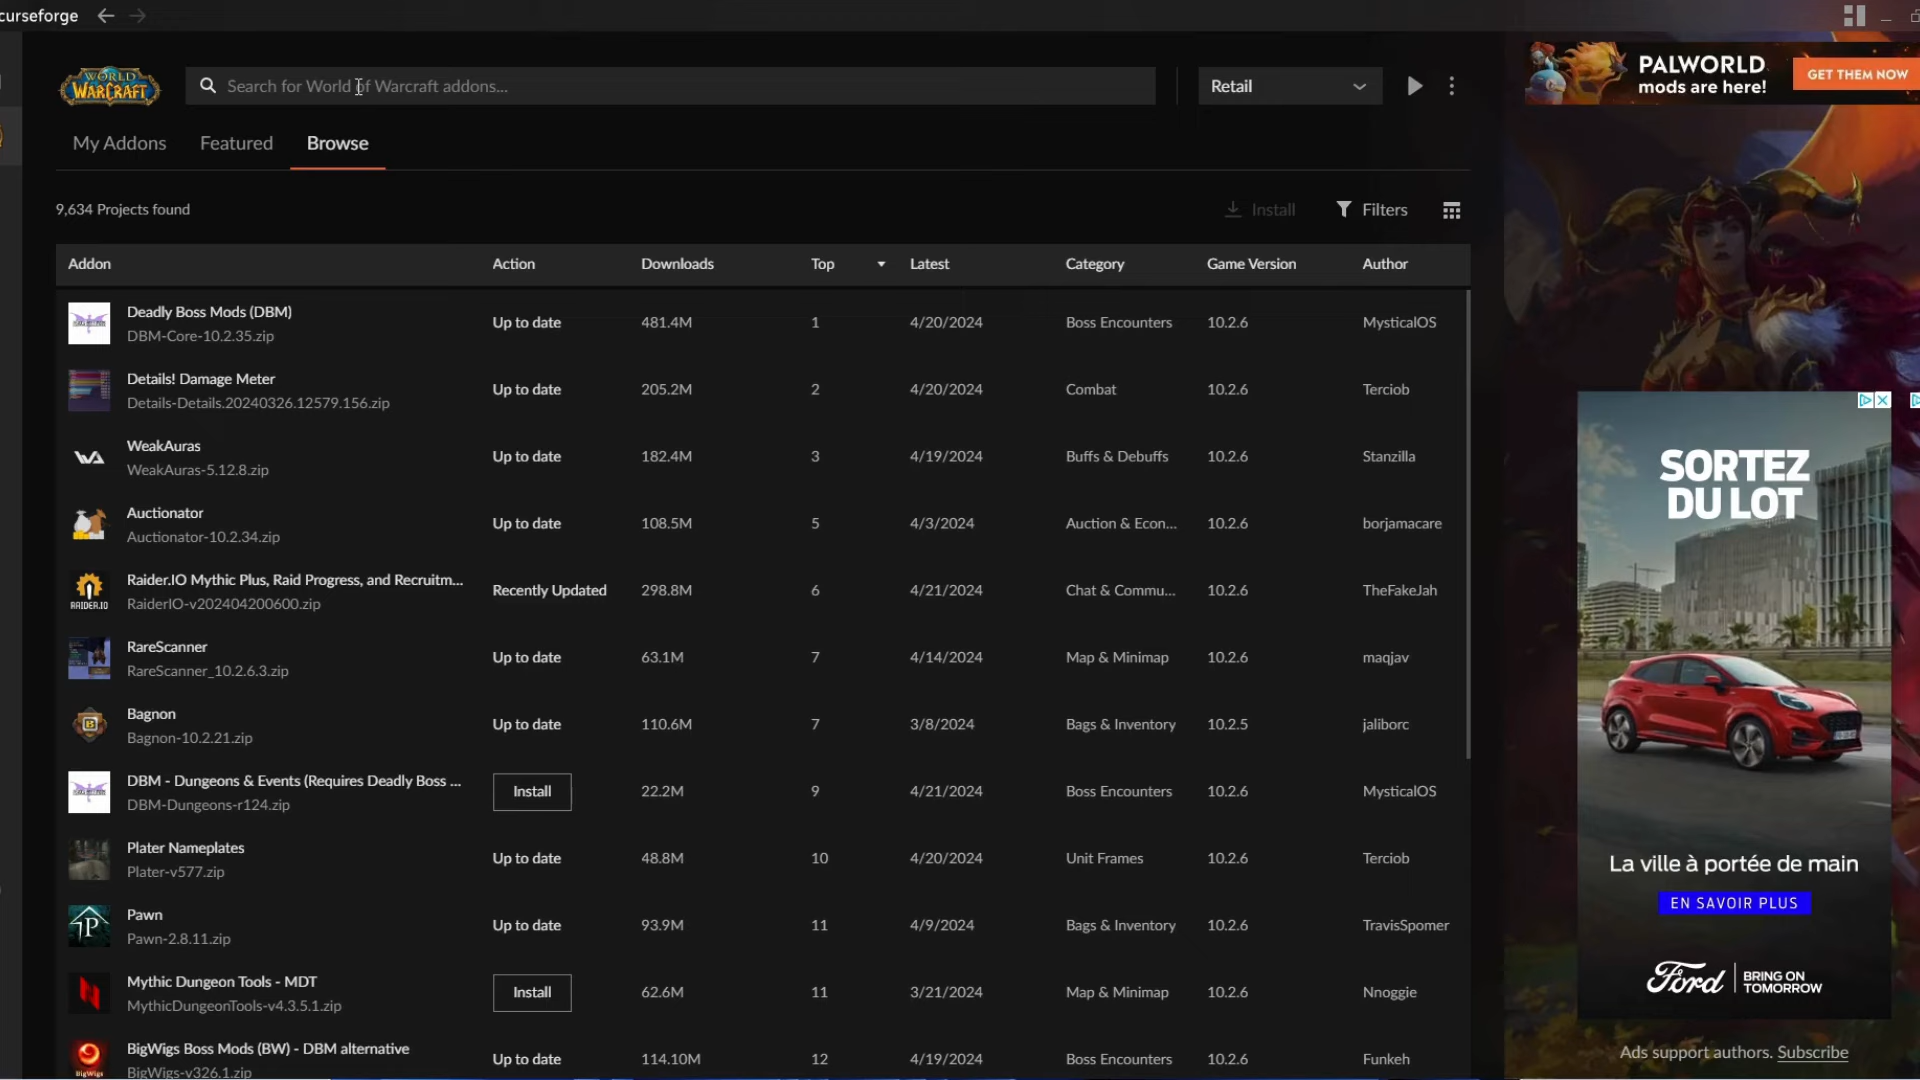 curseforge
WORLD
WARCRAFT
Search for World of Warcraft addons...
Retail
PALWORLD
mods are here!
GET THEM NOW
My Addons
Featured
Browse
9,634 Projects found
Install
Filters
Addon Action Downloads Top Latest Category Game Version Author
Deadly Boss Mods (DBM)
DBM-Core-10.2.35.zip
Up to date 481.4M 1 4/20/2024 Boss Encounters 10.2.6 MysticalOS
Details! Damage Meter
Details-Details.20240326.12579.156.zip
Up to date 205.2M 2 4/20/2024 Combat 10.2.6 Terciob
WeakAuras
WeakAuras-5.12.8.zip
Up to date 182.4M 3 4/19/2024 Buffs & Debuffs 10.2.6 Stanzilla
Auctionator
Auctionator-10.2.34.zip
Up to date 108.5M 5 4/3/2024 Auction & Econ... 10.2.6 borjamacare
RAIDER.IO
Raider.IO Mythic Plus, Raid Progress, and Recruitm...
RaiderIO-v202404200600.zip
Recently Updated 298.8M 6 4/21/2024 Chat & Commu... 10.2.6 TheFakeJah
RareScanner
RareScanner_10.2.6.3.zip
Up to date 63.1M 7 4/14/2024 Map & Minimap 10.2.6 maqjav
Bagnon
Bagnon-10.2.21.zip
Up to date 110.6M 7 3/8/2024 Bags & Inventory 10.2.5 jaliborc
DBM - Dungeons & Events (Requires Deadly Boss ...
DBM-Dungeons-r124.zip
Install 22.2M 9 4/21/2024 Boss Encounters 10.2.6 MysticalOS
Plater Nameplates
Plater-v577.zip
Up to date 48.8M 10 4/20/2024 Unit Frames 10.2.6 Terciob
Pawn
Pawn-2.8.11.zip
Up to date 93.9M 11 4/9/2024 Bags & Inventory 10.2.6 TravisSpomer
Mythic Dungeon Tools - MDT
MythicDungeonTools-v4.3.5.1.zip
Install 62.6M 11 3/21/2024 Map & Minimap 10.2.6 Nnoggie
BigWigs
BigWigs Boss Mods (BW) - DBM alternative
BigWigs-v326.1.zip
Up to date 114.10M 12 4/19/2024 Boss Encounters 10.2.6 Funkeh
SORTEZ
DU LOT
La ville à portée de main
EN SAVOIR PLUS
Ford
BRING ON
TOMORROW
Ads support authors. Subscribe